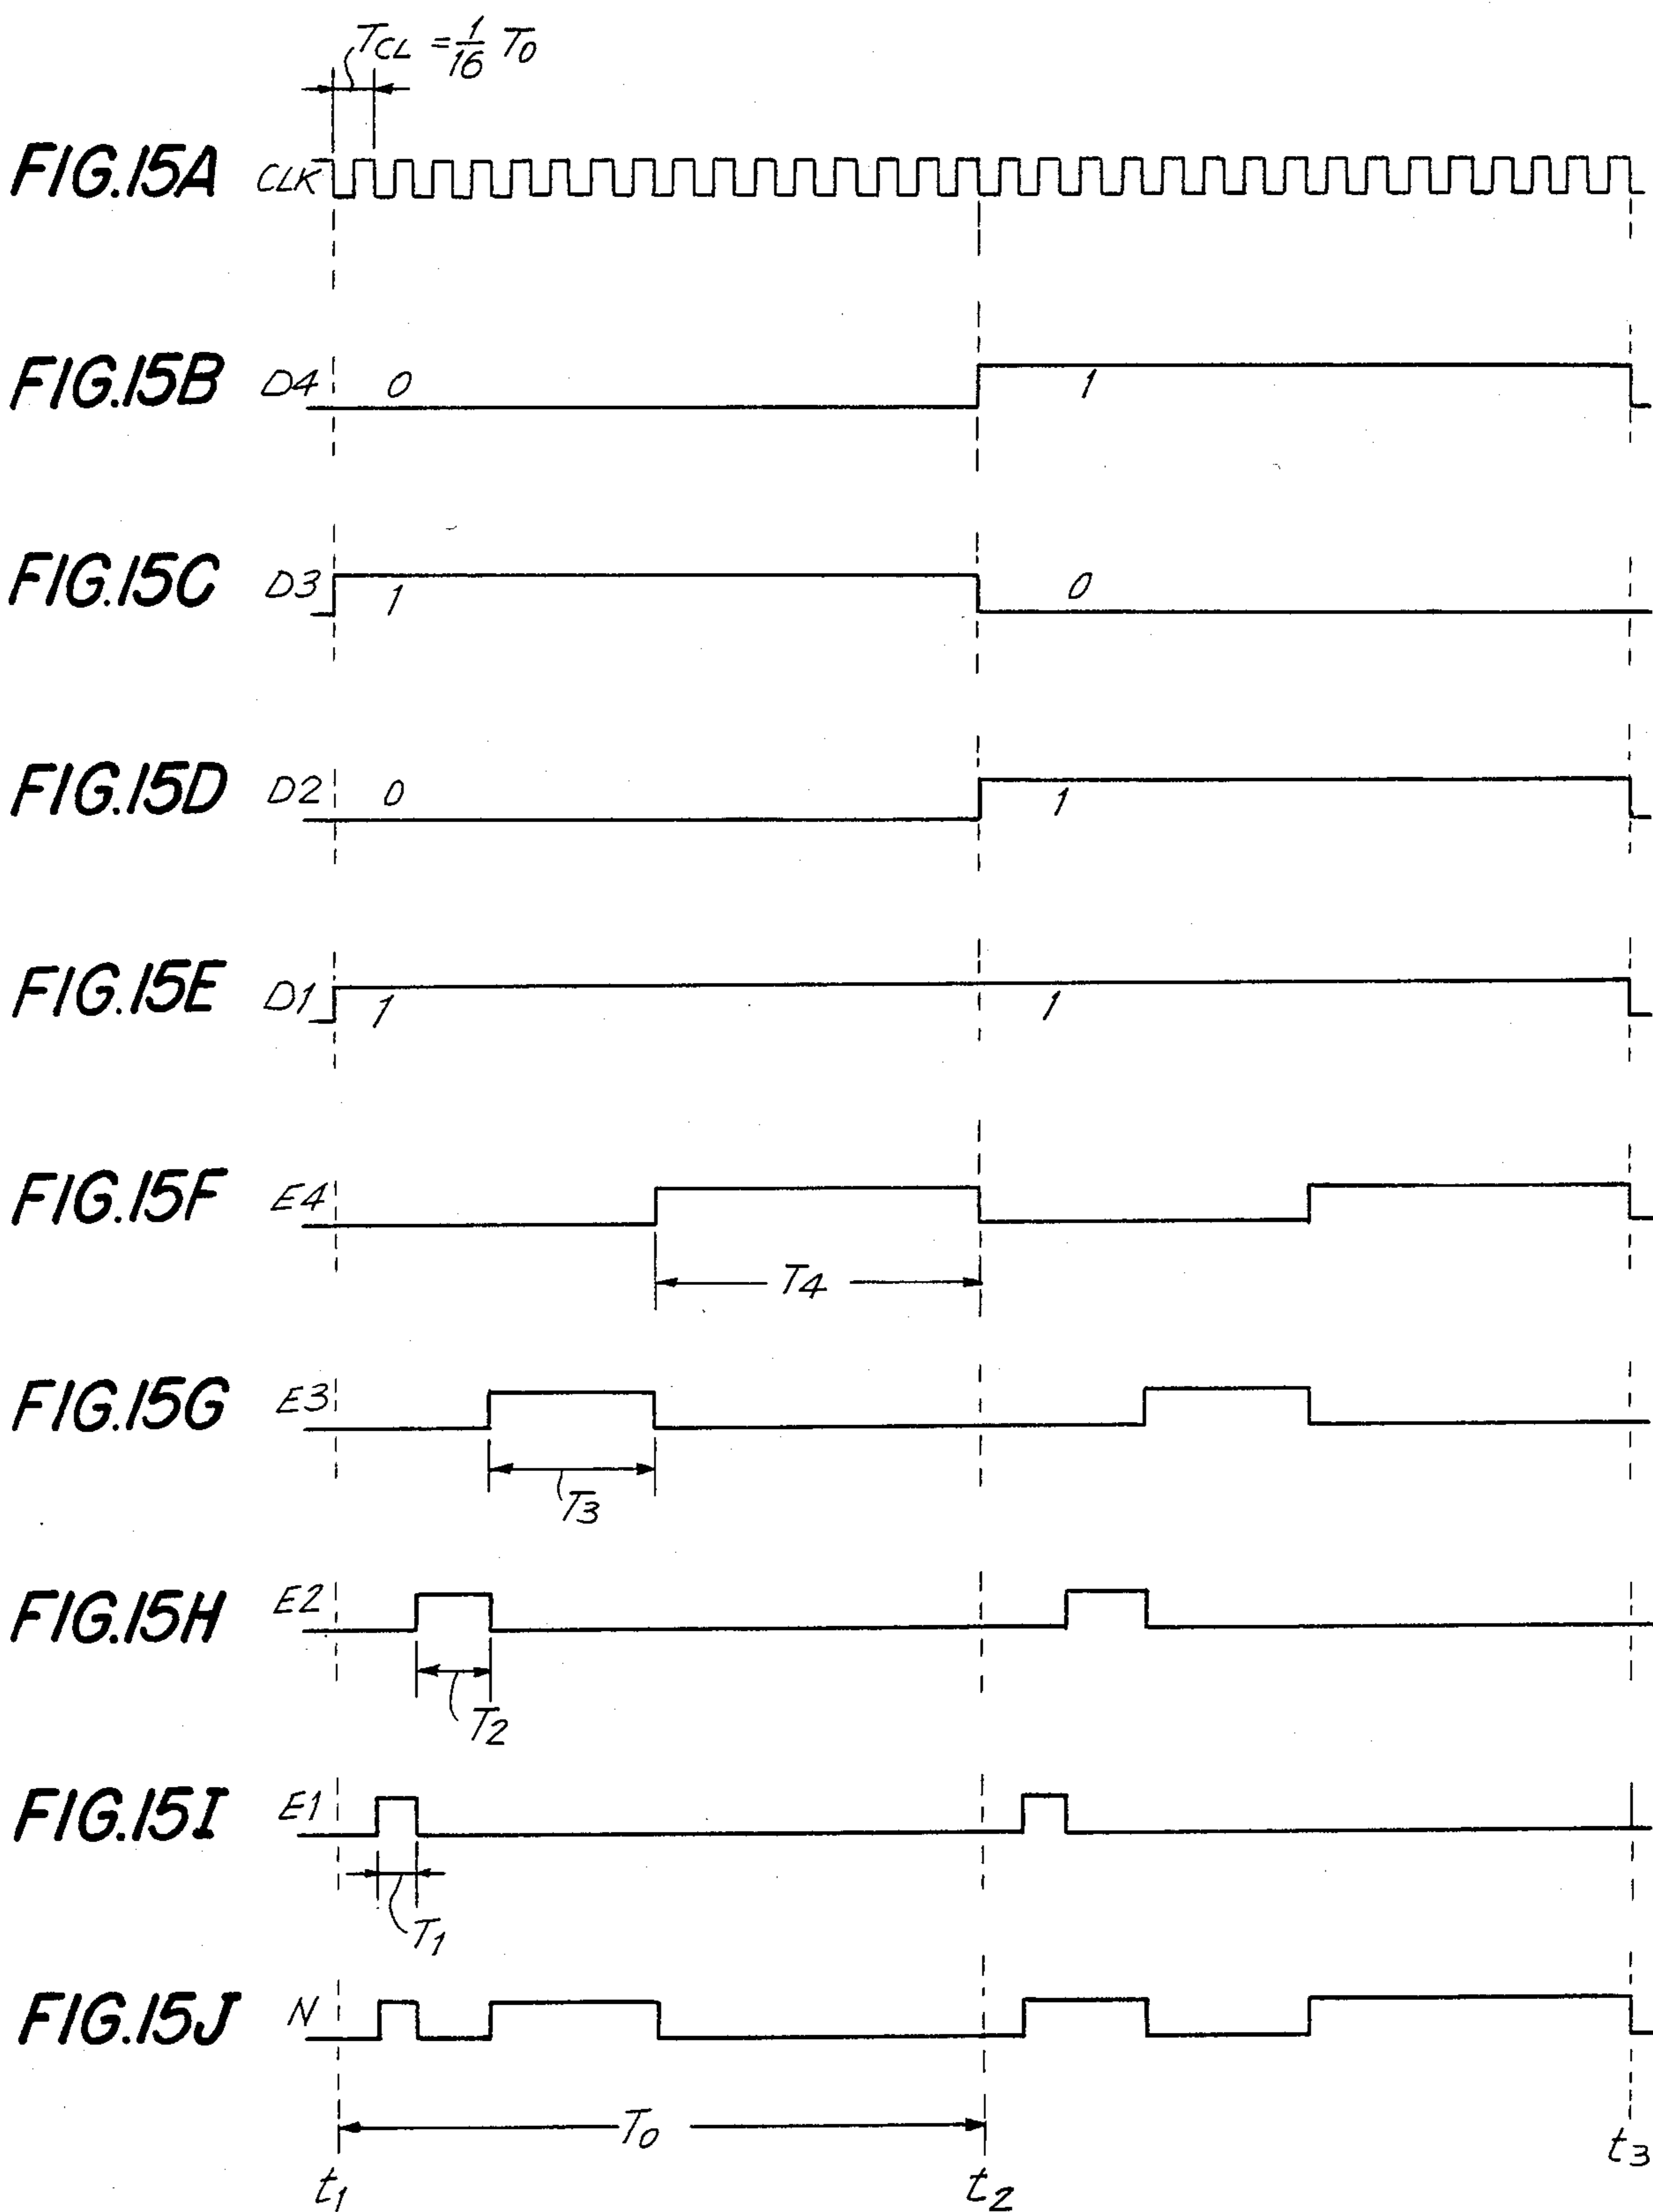 T_CL = 1/16 T_0
FIG.15A CLK
FIG.15B D4 0 1
FIG.15C D3 1 0
FIG.15D D2 0 1
FIG.15E D1 1 1
FIG.15F E4
T4
FIG.15G E3
T3
FIG.15H E2
T2
FIG.15I E1
T1
FIG.15J N
T0
t1 t2 t3